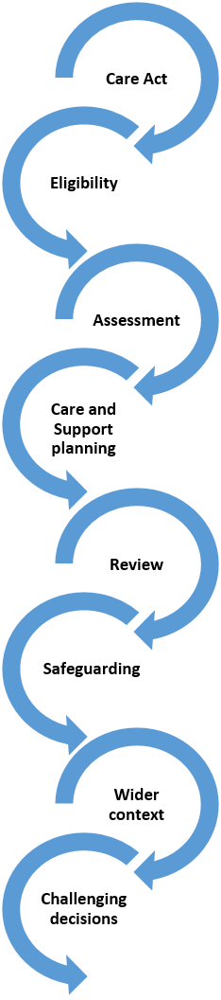 Care Act
Eligibility
Assessment
Care and
Support
planning
Review
Safeguarding
Wider
context
Challenging
decisions